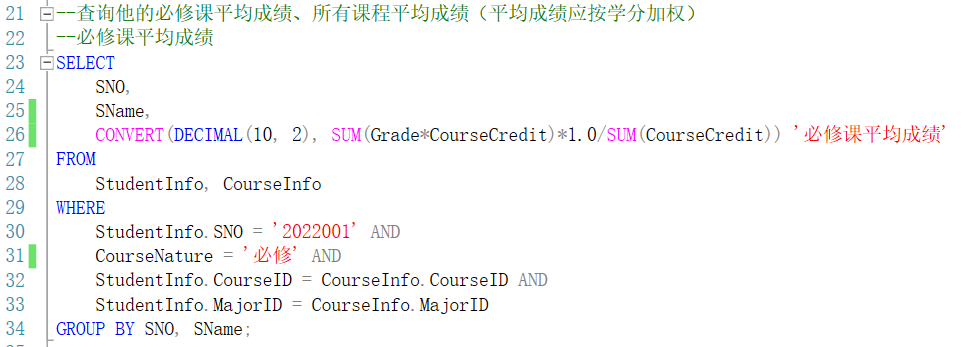 21 --查询他的必修课平均成绩、所有课程平均成绩（平均成绩应按学分加权）
22 --必修课平均成绩
23 SELECT
24 SNO,
25 SName,
26 CONVERT(DECIMAL(10, 2), SUM(Grade*CourseCredit)*1.0/SUM(CourseCredit)) '必修课平均成绩'
27 FROM
28 StudentInfo, CourseInfo
29 WHERE
30 StudentInfo.SNO = '2022001' AND
31 CourseNature = '必修' AND
32 StudentInfo.CourseID = CourseInfo.CourseID AND
33 StudentInfo.MajorID = CourseInfo.MajorID
34 GROUP BY SNO, SName;